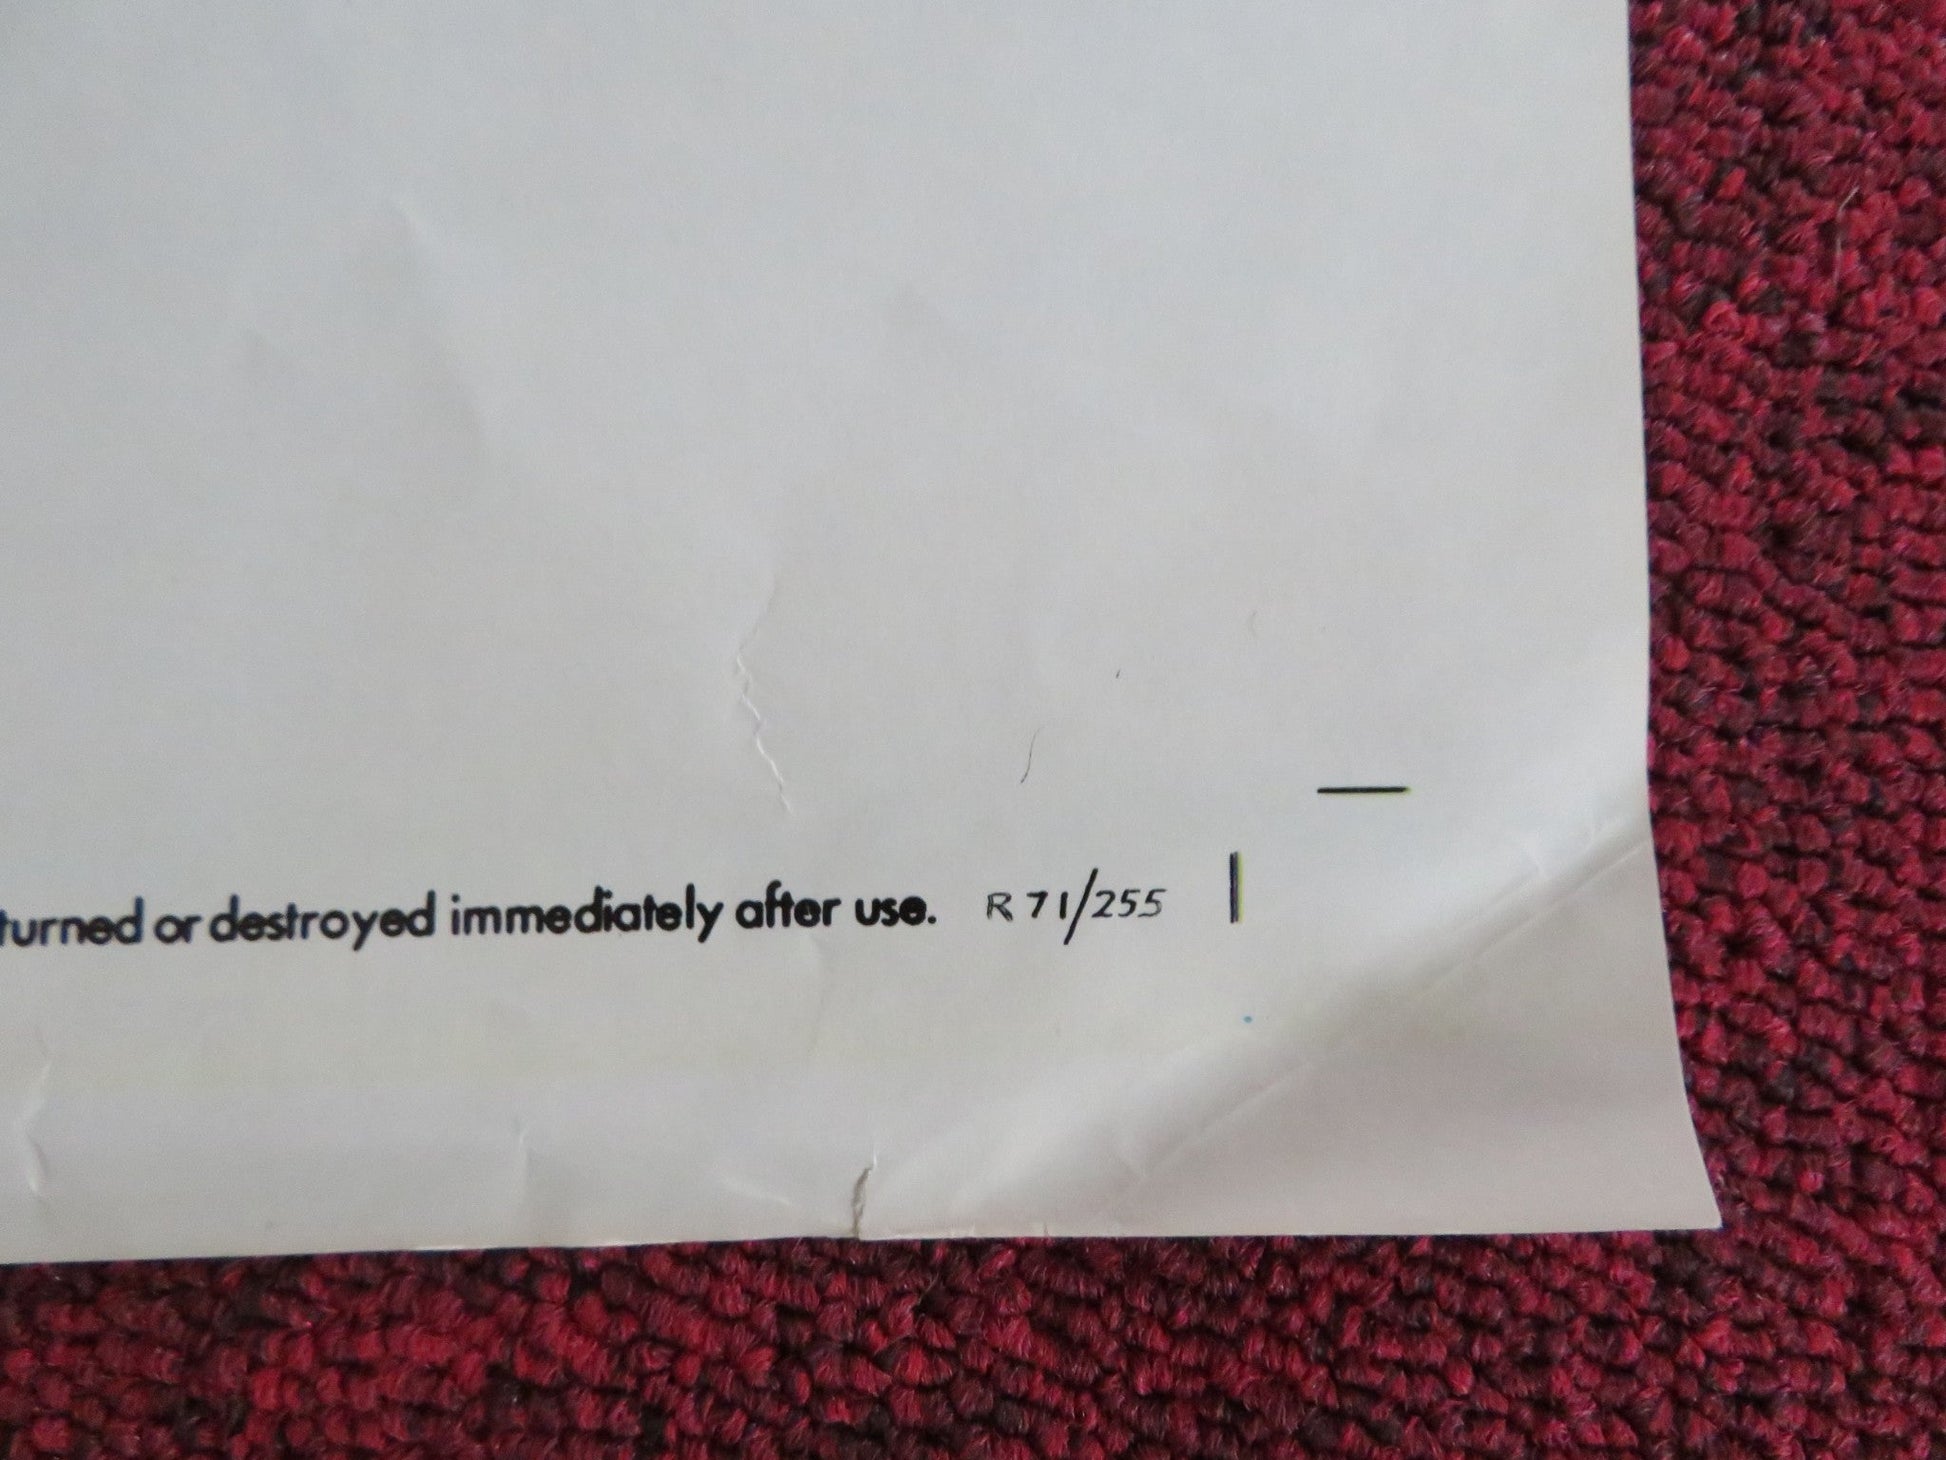 turned or destroyed immediately after use. R 71/255